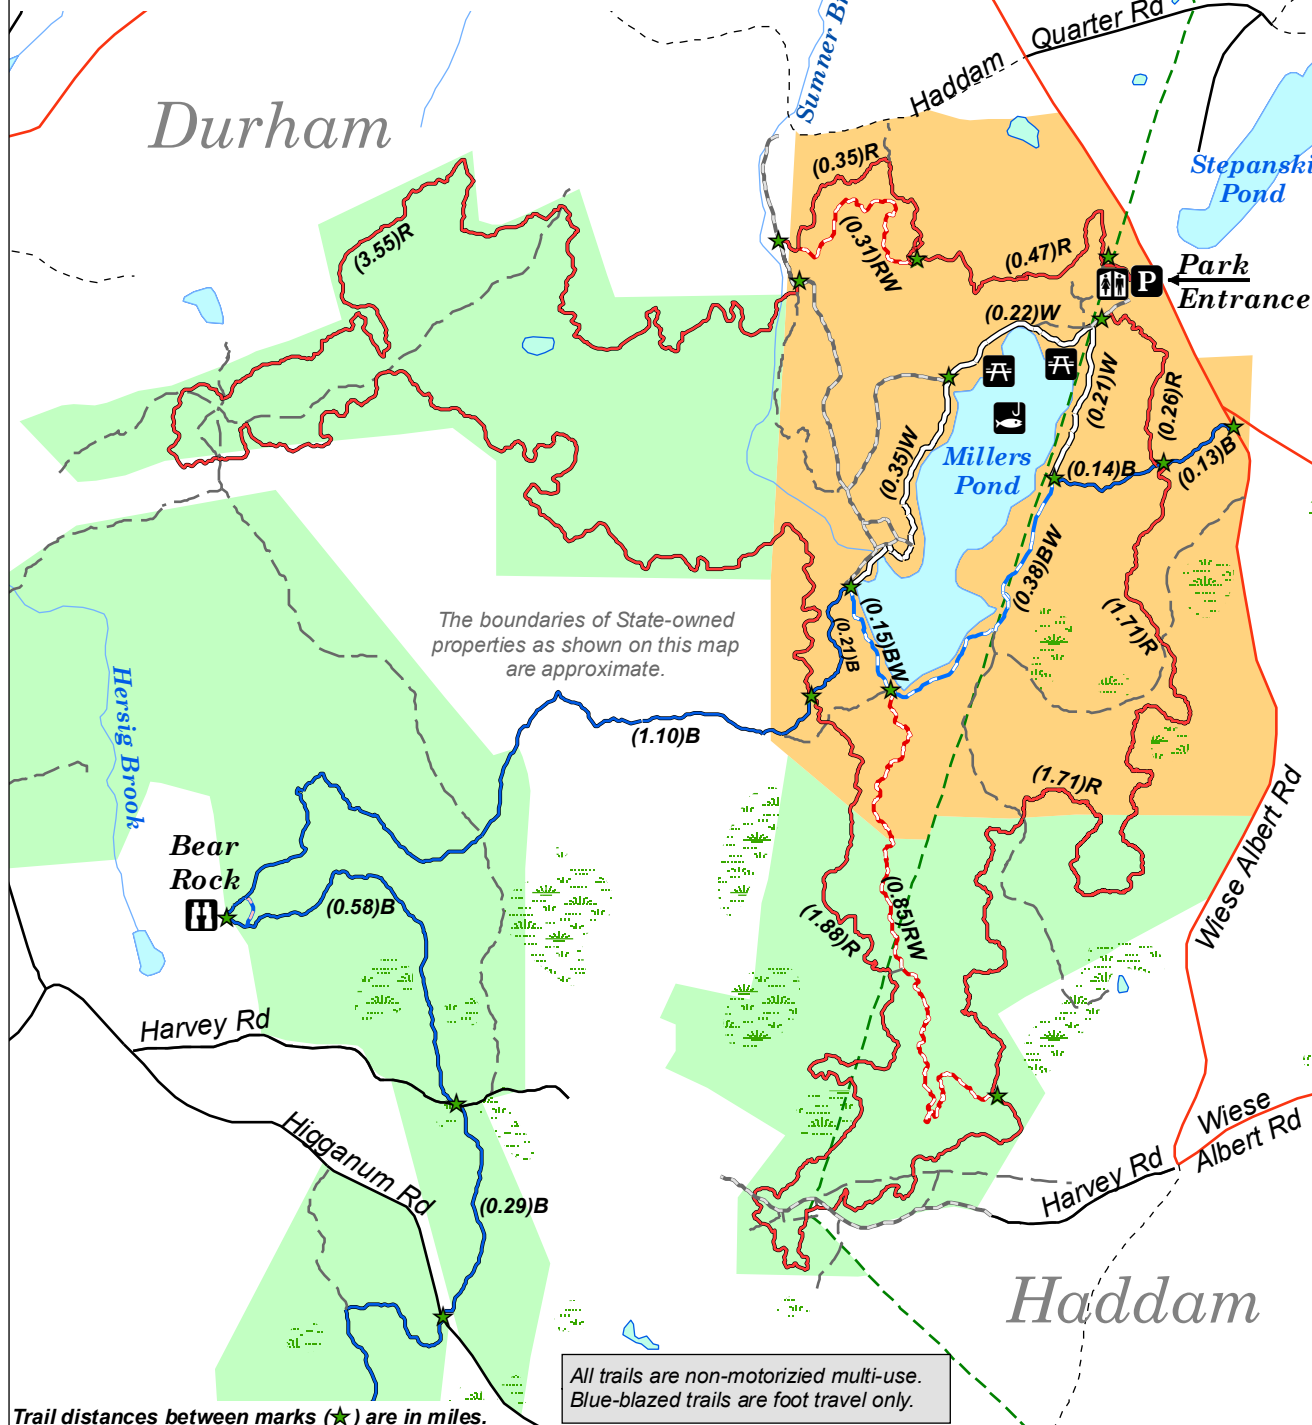 Quarter Rd
Haddam
Sumner Br
Durham
Stepanski
Pond
(0.35)R
(3.55)R
(0.31)RW
(0.47)R
P
Park
Entrance
(0.22)W
(0.21)W
(0.26)R
(0.35)W
Millers
Pond
(0.14)B
(0.13)B
(0.38)BW
(1.71)R
The boundaries of State-owned
properties as shown on this map
are approximate.
(0.15)BW
(0.21)B
Hersig Brook
(1.10)B
(1.71)R
Wiese Albert Rd
Bear
Rock
(0.58)B
(0.85)RW
(1.88)R
Harvey Rd
Higganum Rd
(0.29)B
Wiese
Albert Rd
Harvey Rd
Haddam
All trails are non-motorizied multi-use.
Blue-blazed trails are foot travel only.
Trail distances between marks (★) are in miles.